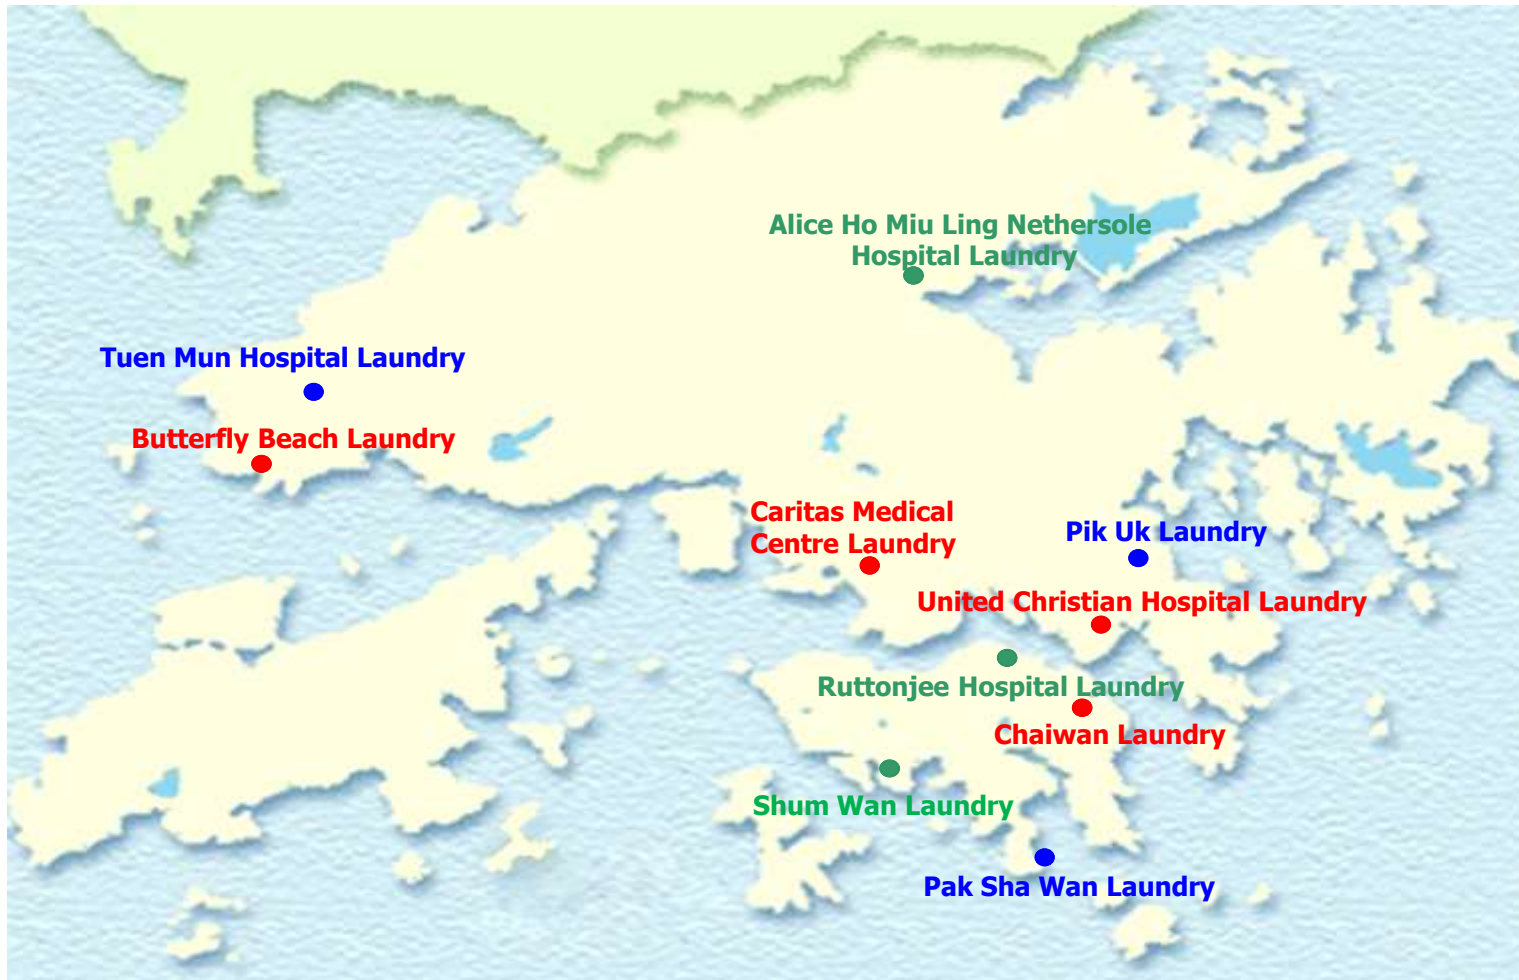 Alice Ho Miu Ling Nethersole
Hospital Laundry
Tuen Mun Hospital Laundry
Butterfly Beach Laundry
Caritas Medical
Centre Laundry
Pik Uk Laundry
United Christian Hospital Laundry
Ruttonjee Hospital Laundry
Chaiwan Laundry
Shum Wan Laundry
Pak Sha Wan Laundry